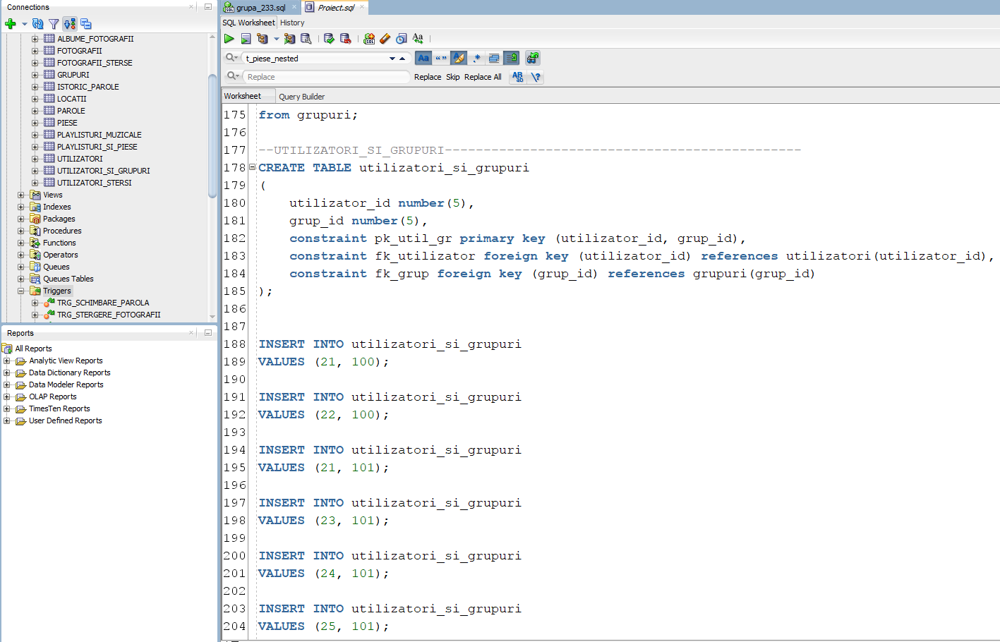 Connections
ALBUME_FOTOGRAFII
FOTOGRAFII
FOTOGRAFII_STERSE
GRUPURI
ISTORIC_PAROLE
LOCATII
PAROLE
PIESE
PLAYLISTURI_MUZICALE
PLAYLISTURI_SI_PIESE
UTILIZATORI
UTILIZATORI_SI_GRUPURI
UTILIZATORI_STERSI
Views
Indexes
Packages
Procedures
Functions
Operators
Queues
Queues Tables
Triggers
TRG_SCHIMBARE_PAROLA
TRG_STERGERE_FOTOGRAFII
Reports
All Reports
Analytic View Reports
Data Dictionary Reports
Data Modeler Reports
OLAP Reports
TimesTen Reports
User Defined Reports
grupa_233.sql
Proiect.sql
SQL Worksheet History
t_piese_nested
Replace
Replace Skip Replace All
Worksheet Query Builder
175 from grupuri;
176
177 --UTILIZATORI_SI_GRUPURI----------------------------------------------
178 CREATE TABLE utilizatori_si_grupuri
179 (
180 utilizator_id number(5),
181 grup_id number(5),
182 constraint pk_util_gr primary key (utilizator_id, grup_id),
183 constraint fk_utilizator foreign key (utilizator_id) references utilizatori(utilizator_id),
184 constraint fk_grup foreign key (grup_id) references grupuri(grup_id)
185 );
186
187
188 INSERT INTO utilizatori_si_grupuri
189 VALUES (21, 100);
190
191 INSERT INTO utilizatori_si_grupuri
192 VALUES (22, 100);
193
194 INSERT INTO utilizatori_si_grupuri
195 VALUES (21, 101);
196
197 INSERT INTO utilizatori_si_grupuri
198 VALUES (23, 101);
199
200 INSERT INTO utilizatori_si_grupuri
201 VALUES (24, 101);
202
203 INSERT INTO utilizatori_si_grupuri
204 VALUES (25, 101);